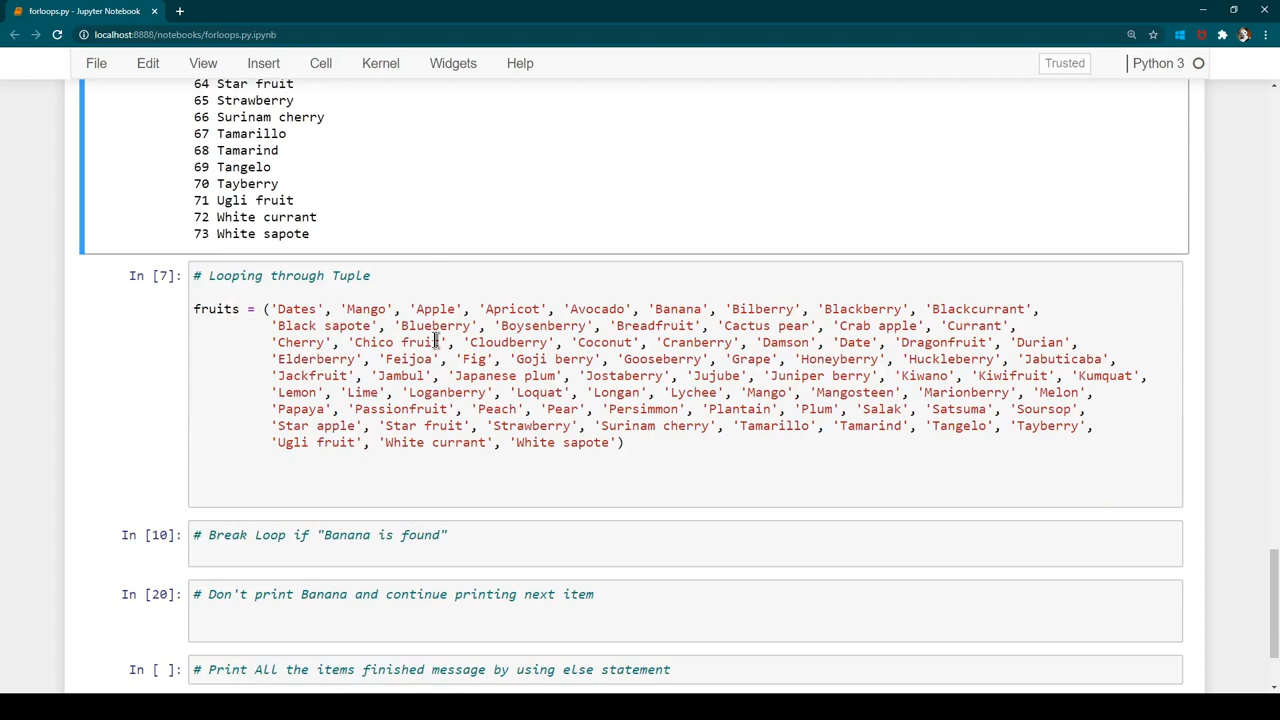 forloops.py - Jupyter Notebook
localhost:8888/notebooks/forloops.py.ipynb
File Edit View Insert Cell Kernel Widgets Help Trusted Python 3
64 Star fruit
65 Strawberry
66 Surinam cherry
67 Tamarillo
68 Tamarind
69 Tangelo
70 Tayberry
71 Ugli fruit
72 White currant
73 White sapote
In [7]: # Looping through Tuple
fruits = ('Dates', 'Mango', 'Apple', 'Apricot', 'Avocado', 'Banana', 'Bilberry', 'Blackberry', 'Blackcurrant',
'Black sapote', 'Blueberry', 'Boysenberry', 'Breadfruit', 'Cactus pear', 'Crab apple', 'Currant',
'Cherry', 'Chico fruit', 'Cloudberry', 'Coconut', 'Cranberry', 'Damson', 'Date', 'Dragonfruit', 'Durian',
'Elderberry', 'Feijoa', 'Fig', 'Goji berry', 'Gooseberry', 'Grape', 'Honeyberry', 'Huckleberry', 'Jabuticaba',
'Jackfruit', 'Jambul', 'Japanese plum', 'Jostaberry', 'Jujube', 'Juniper berry', 'Kiwano', 'Kiwifruit', 'Kumquat',
'Lemon', 'Lime', 'Loganberry', 'Loquat', 'Longan', 'Lychee', 'Mango', 'Mangosteen', 'Marionberry', 'Melon',
'Papaya', 'Passionfruit', 'Peach', 'Pear', 'Persimmon', 'Plantain', 'Plum', 'Salak', 'Satsuma', 'Soursop',
'Star apple', 'Star fruit', 'Strawberry', 'Surinam cherry', 'Tamarillo', 'Tamarind', 'Tangelo', 'Tayberry',
'Ugli fruit', 'White currant', 'White sapote')
In [10]: # Break Loop if "Banana is found"
In [20]: # Don't print Banana and continue printing next item
In [ ]: # Print All the items finished message by using else statement